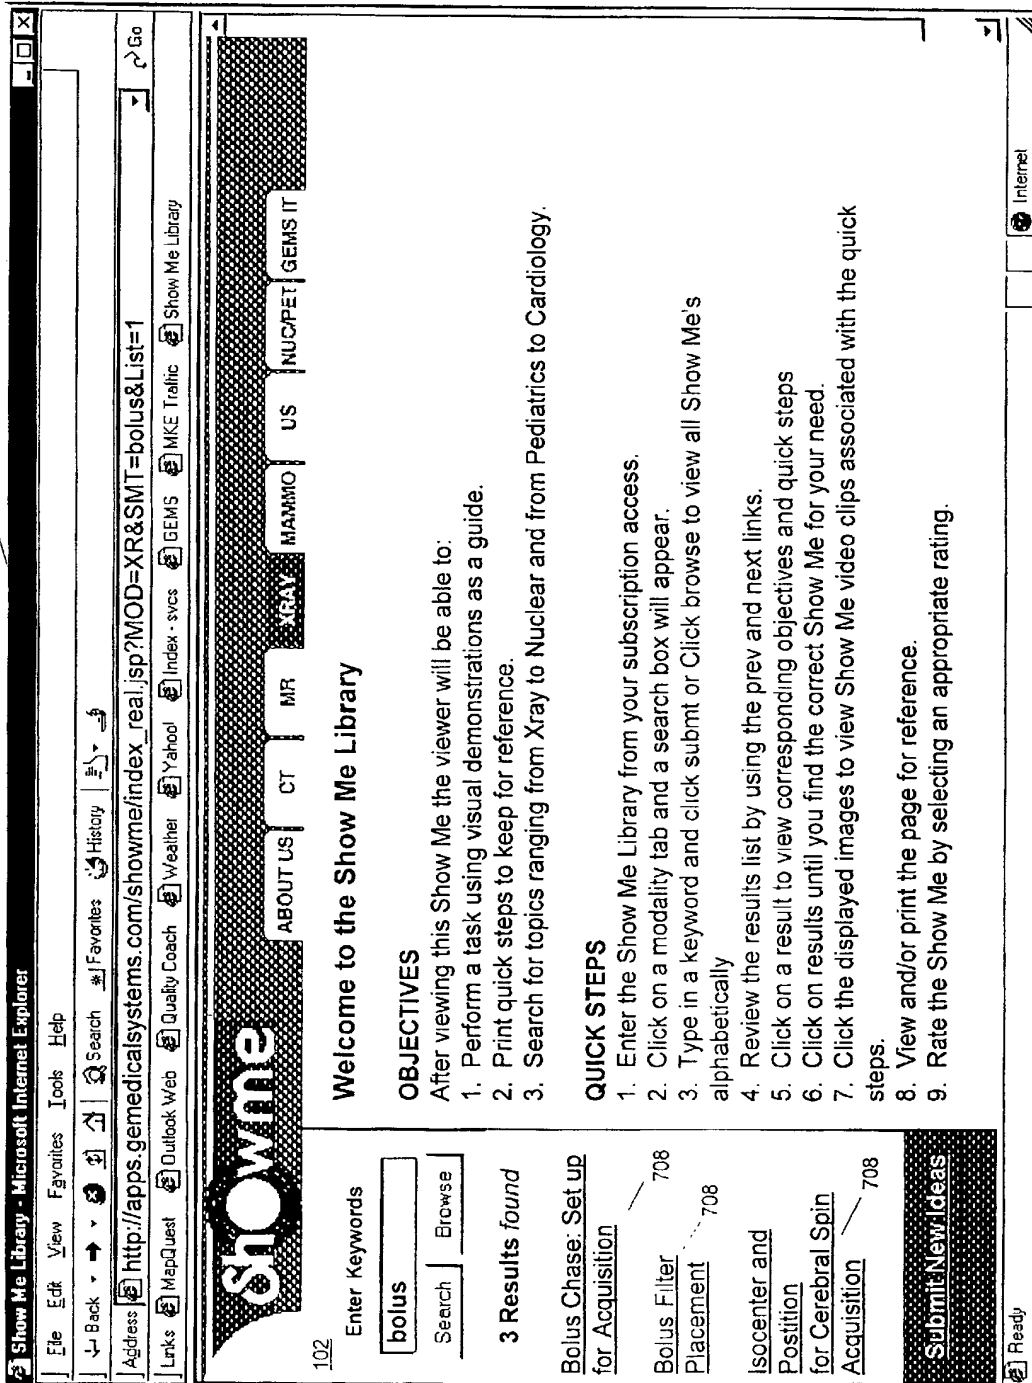 Show Me Library - Microsoft Internet Explorer
File Edit View Favorites Tools Help
Back Search Favorites History
Address http://apps.gemedicalsystems.com/showme/index_real.jsp?MOD=XR&SMT=bolus&List=1 Go
Links MapQuest Outlook Web Quality Coach Weather Yahoo! Index - svcs GEMS MKE Traffic Show Me Library
Showme
ABOUT US CT MR XRAY MAMMO US NUC/PET GEMS IT
102
Enter Keywords
bolus
Search Browse
3 Results found
Bolus Chase: Set up
for Acquisition
708
Bolus Filter
Placement
708
Isocenter and
Postition
for Cerebral Spin
Acquisition
708
Submit New Ideas
Welcome to the Show Me Library
OBJECTIVES
After viewing this Show Me the viewer will be able to:
1. Perform a task using visual demonstrations as a guide.
2. Print quick steps to keep for reference.
3. Search for topics ranging from Xray to Nuclear and from Pediatrics to Cardiology.
QUICK STEPS
1. Enter the Show Me Library from your subscription access.
2. Click on a modality tab and a search box will appear.
3. Type in a keyword and click submt or Click browse to view all Show Me's
alphabetically
4. Review the results list by using the prev and next links.
5. Click on a result to view corresponding objectives and quick steps
6. Click on results until you find the correct Show Me for your need.
7. Click the displayed images to view Show Me video clips associated with the quick
steps.
8. View and/or print the page for reference.
9. Rate the Show Me by selecting an appropriate rating.
Ready Internet